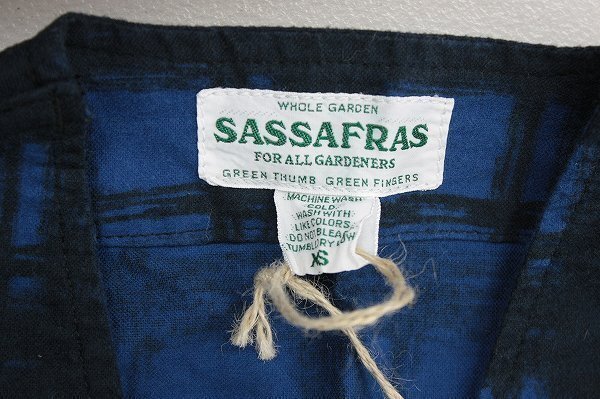 WHOLE GARDEN
SASSAFRAS
FOR ALL GARDENERS
GREEN THUMB GREEN FINGERS
MACHINE WASH
COLD
WASH WITH
LIKE COLORS
DO NOT BLEACH
TUMBLE DRY
XS